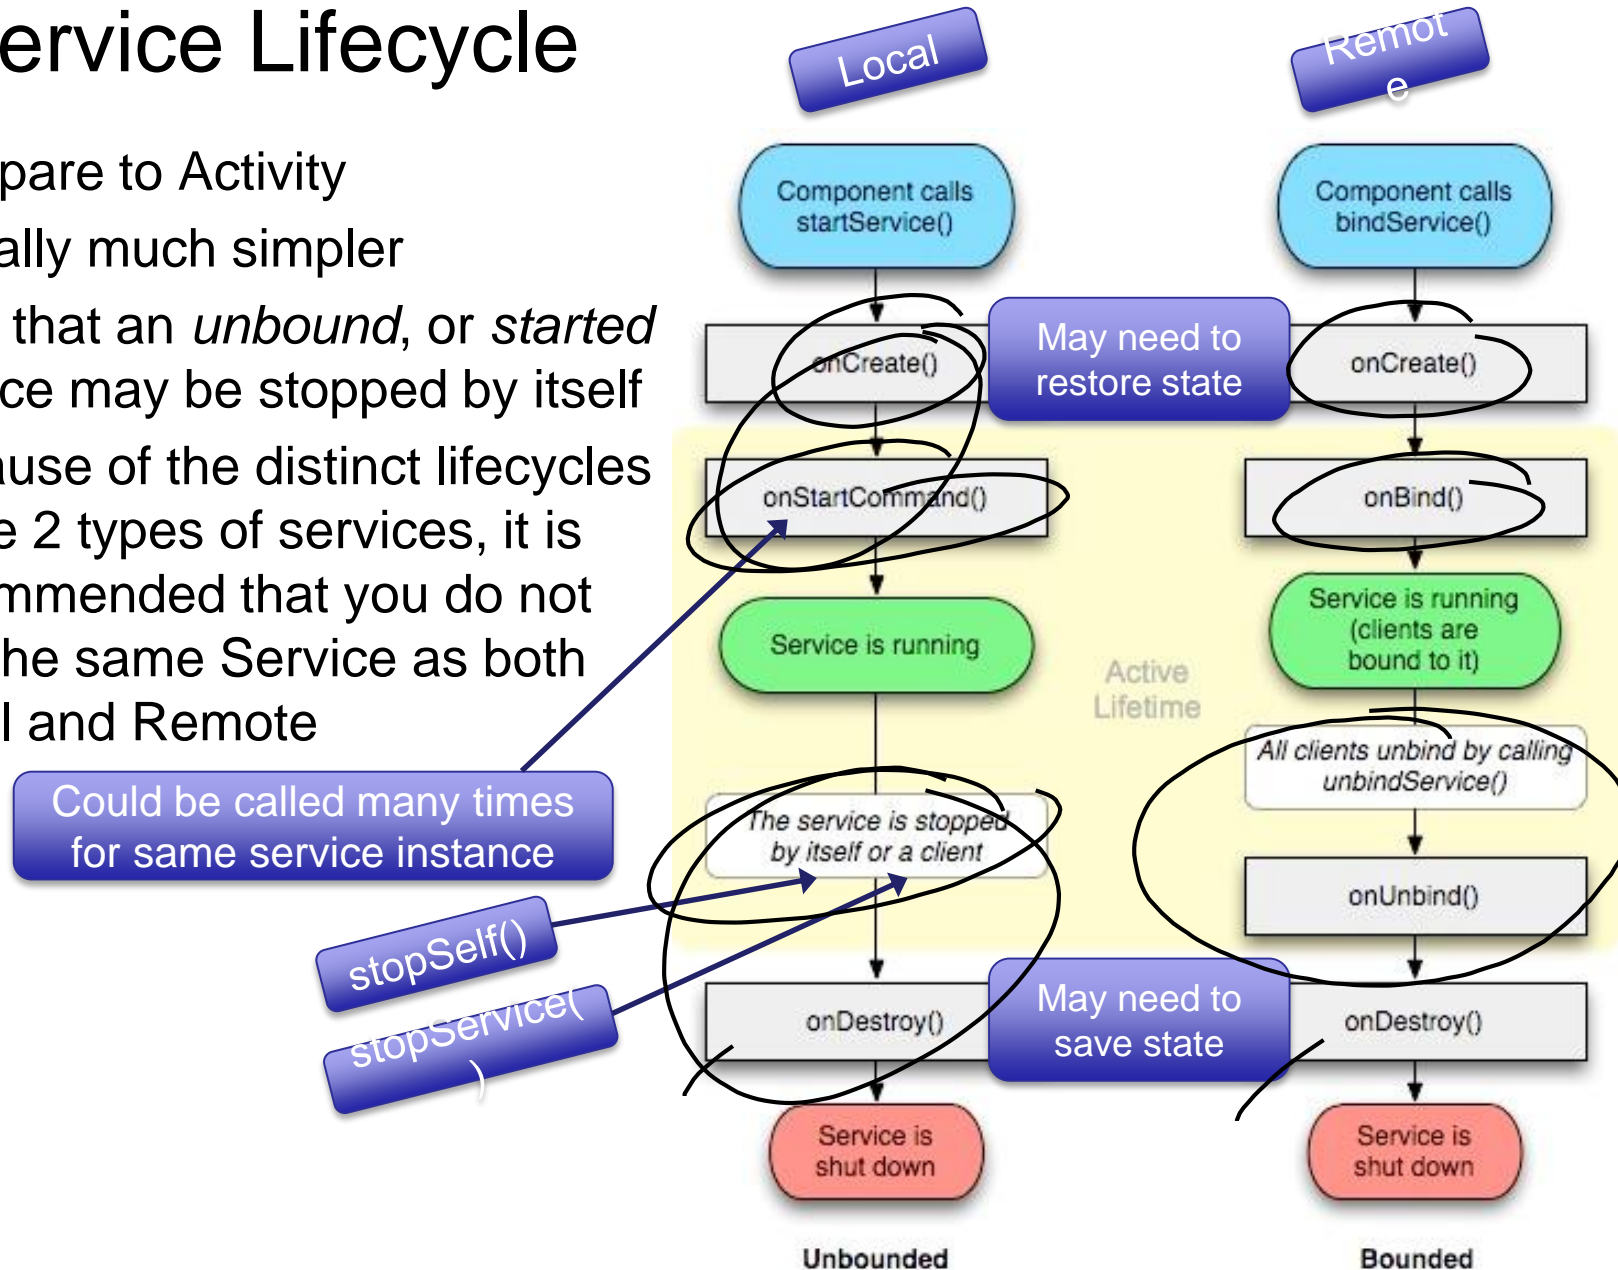 ervice Lifecycle
pare to Activity
ally much simpler
that an unbound, or started
ce may be stopped by itself
ause of the distinct lifecycles
e 2 types of services, it is
mmended that you do not
he same Service as both
l and Remote
Could be called many times
for same service instance
stopSelf()
stopService(
)
Local
Component calls
startService()
onCreate()
onStartCommand()
Service is running
The service is stopped
by itself or a client
onDestroy()
Service is
shut down
Unbounded
May need to
restore state
Active
Lifetime
May need to
save state
Remot
e
Component calls
bindService()
onCreate()
onBind()
Service is running
(clients are
bound to it)
All clients unbind by calling
unbindService()
onUnbind()
onDestroy()
Service is
shut down
Bounded